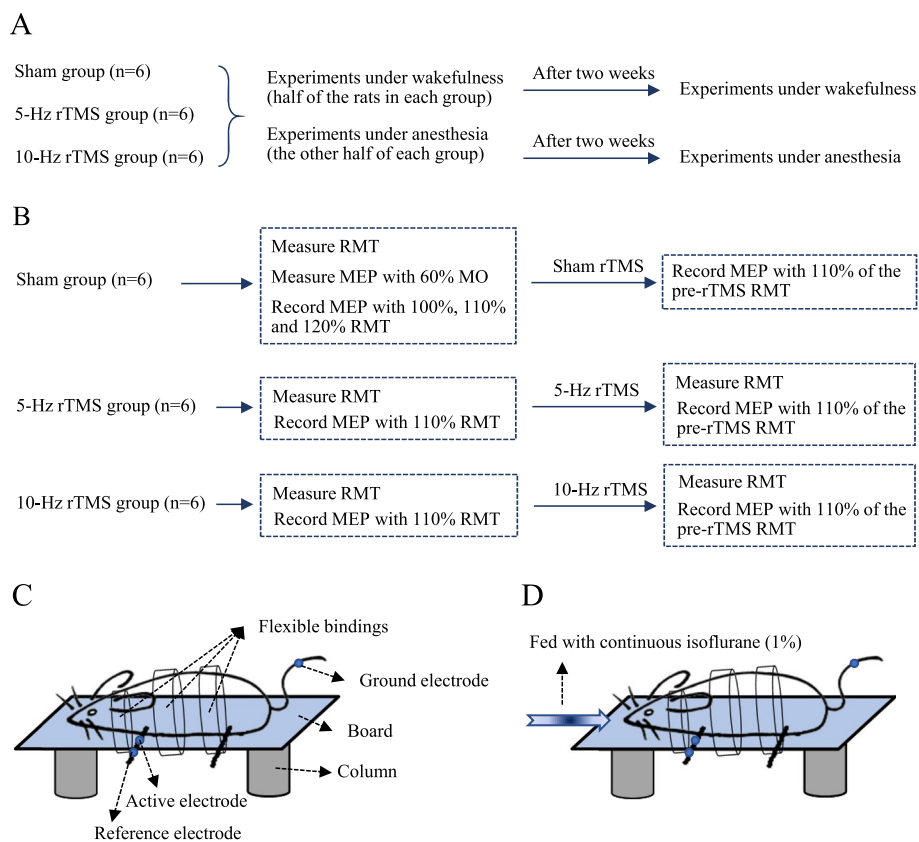 A
Sham group (n=6)
5-Hz rTMS group (n=6)
10-Hz rTMS group (n=6)
Experiments under wakefulness
(half of the rats in each group)
After two weeks
Experiments under wakefulness
Experiments under anesthesia
(the other half of each group)
After two weeks
Experiments under anesthesia
B
Sham group (n=6)
Measure RMT
Measure MEP with 60% MO
Record MEP with 100%, 110%
and 120% RMT
Sham rTMS
Record MEP with 110% of the
pre-rTMS RMT
5-Hz rTMS group (n=6)
Measure RMT
Record MEP with 110% RMT
5-Hz rTMS
Measure RMT
Record MEP with 110% of the
pre-rTMS RMT
10-Hz rTMS group (n=6)
Measure RMT
Record MEP with 110% RMT
10-Hz rTMS
Measure RMT
Record MEP with 110% of the
pre-rTMS RMT
C
Flexible bindings
Ground electrode
Board
Column
Active electrode
Reference electrode
D
Fed with continuous isoflurane (1%)